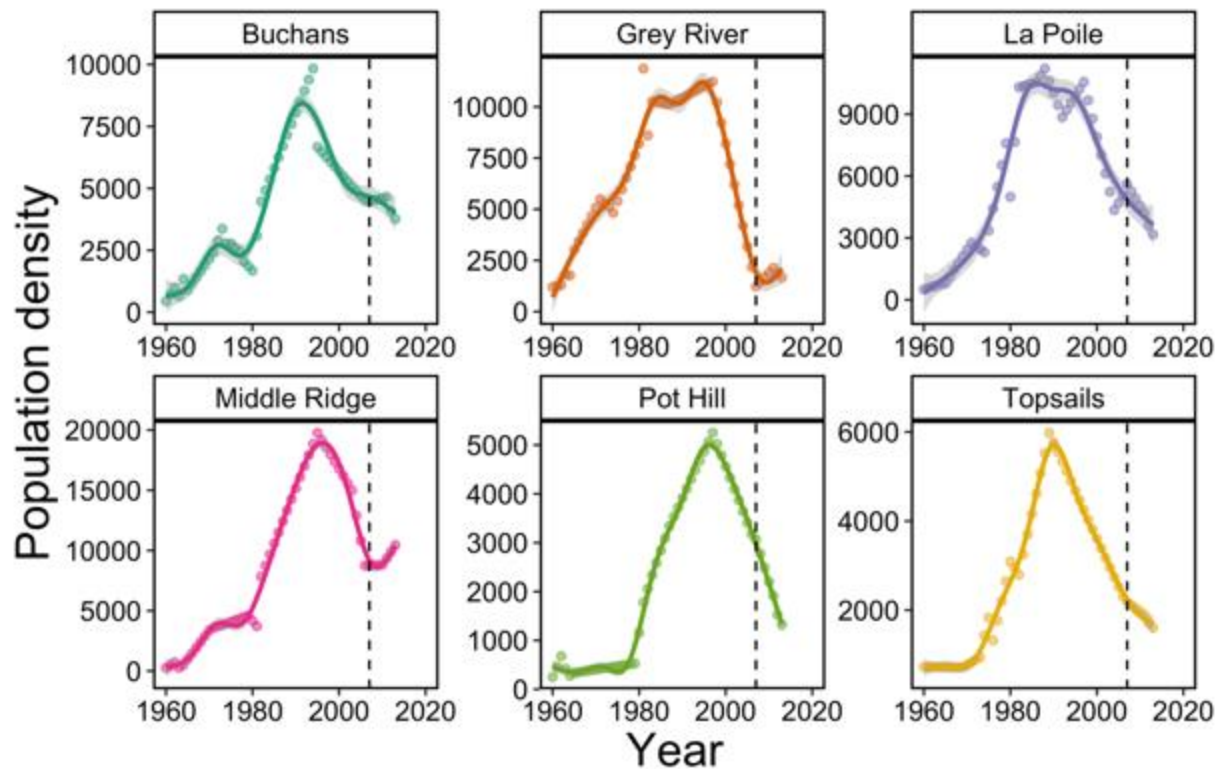 Population density
Buchans
10000
7500
5000
2500
0
1960 1980 2000 2020
Grey River
10000
7500
5000
2500
0
1960 1980 2000 2020
La Poile
9000
6000
3000
0
1960 1980 2000 2020
Middle Ridge
20000
15000
10000
5000
0
1960 1980 2000 2020
Pot Hill
5000
4000
3000
2000
1000
0
1960 1980 2000 2020
Topsails
6000
4000
2000
1960 1980 2000 2020
Year